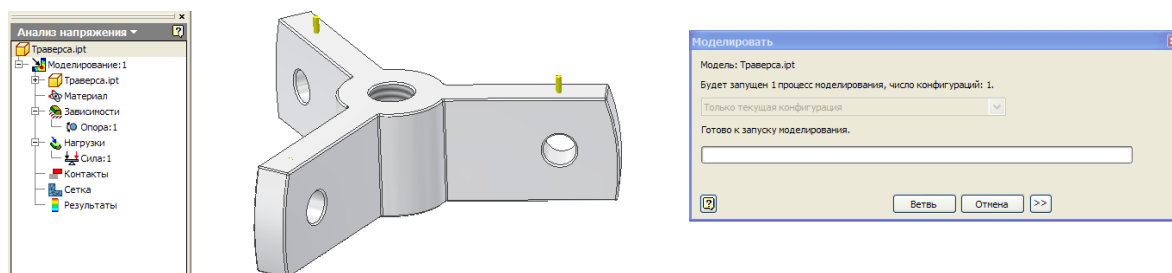 Анализ напряжения
Траверса.ipt
Моделирование:1
Траверса.ipt
Материал
Зависимости
Опора:1
Нагрузки
Сила:1
Контакты
Сетка
Результаты
Моделировать
Модель: Траверса.ipt
Будет запущен 1 процесс моделирования, число конфигураций: 1.
Только текущая конфигурация
Готово к запуску моделирования.
Ветвь Отмена >>